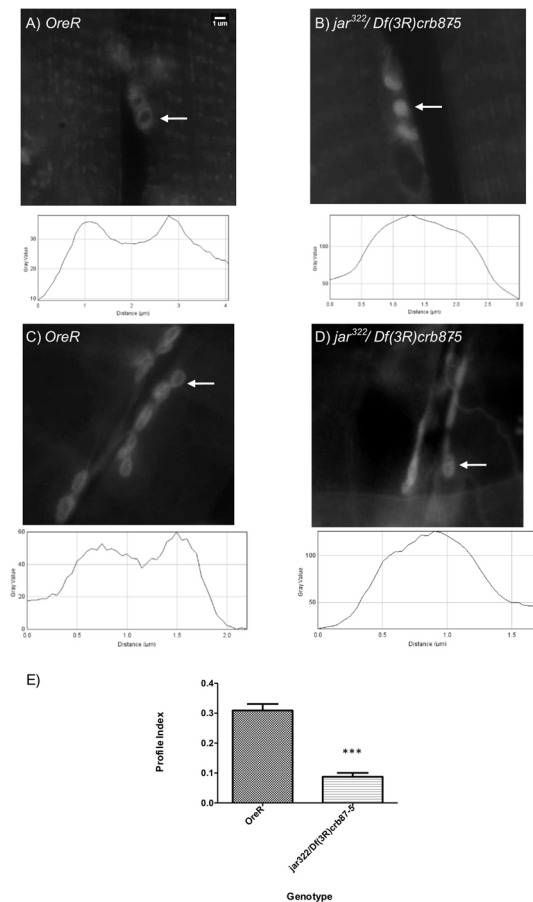 A) OreR
1 um
B) jar322/ Df(3R)crb875
Gray Value
30
20
10
0
1
2
3
4
Distance (µm)
Gray Value
100
50
0.0
0.5
1.0
1.5
2.0
2.5
3.0
Distance (µm)
C) OreR
D) jar322/ Df(3R)crb875
Gray Value
60
40
20
0
0.0
0.5
1.0
1.5
2.0
Distance (µm)
Gray Value
100
50
0.0
0.5
1.0
1.5
Distance (µm)
E)
Profile Index
0.4
0.3
0.2
0.1
0.0
***
OreR
jar322/Df(3R)crb87-5
Genotype